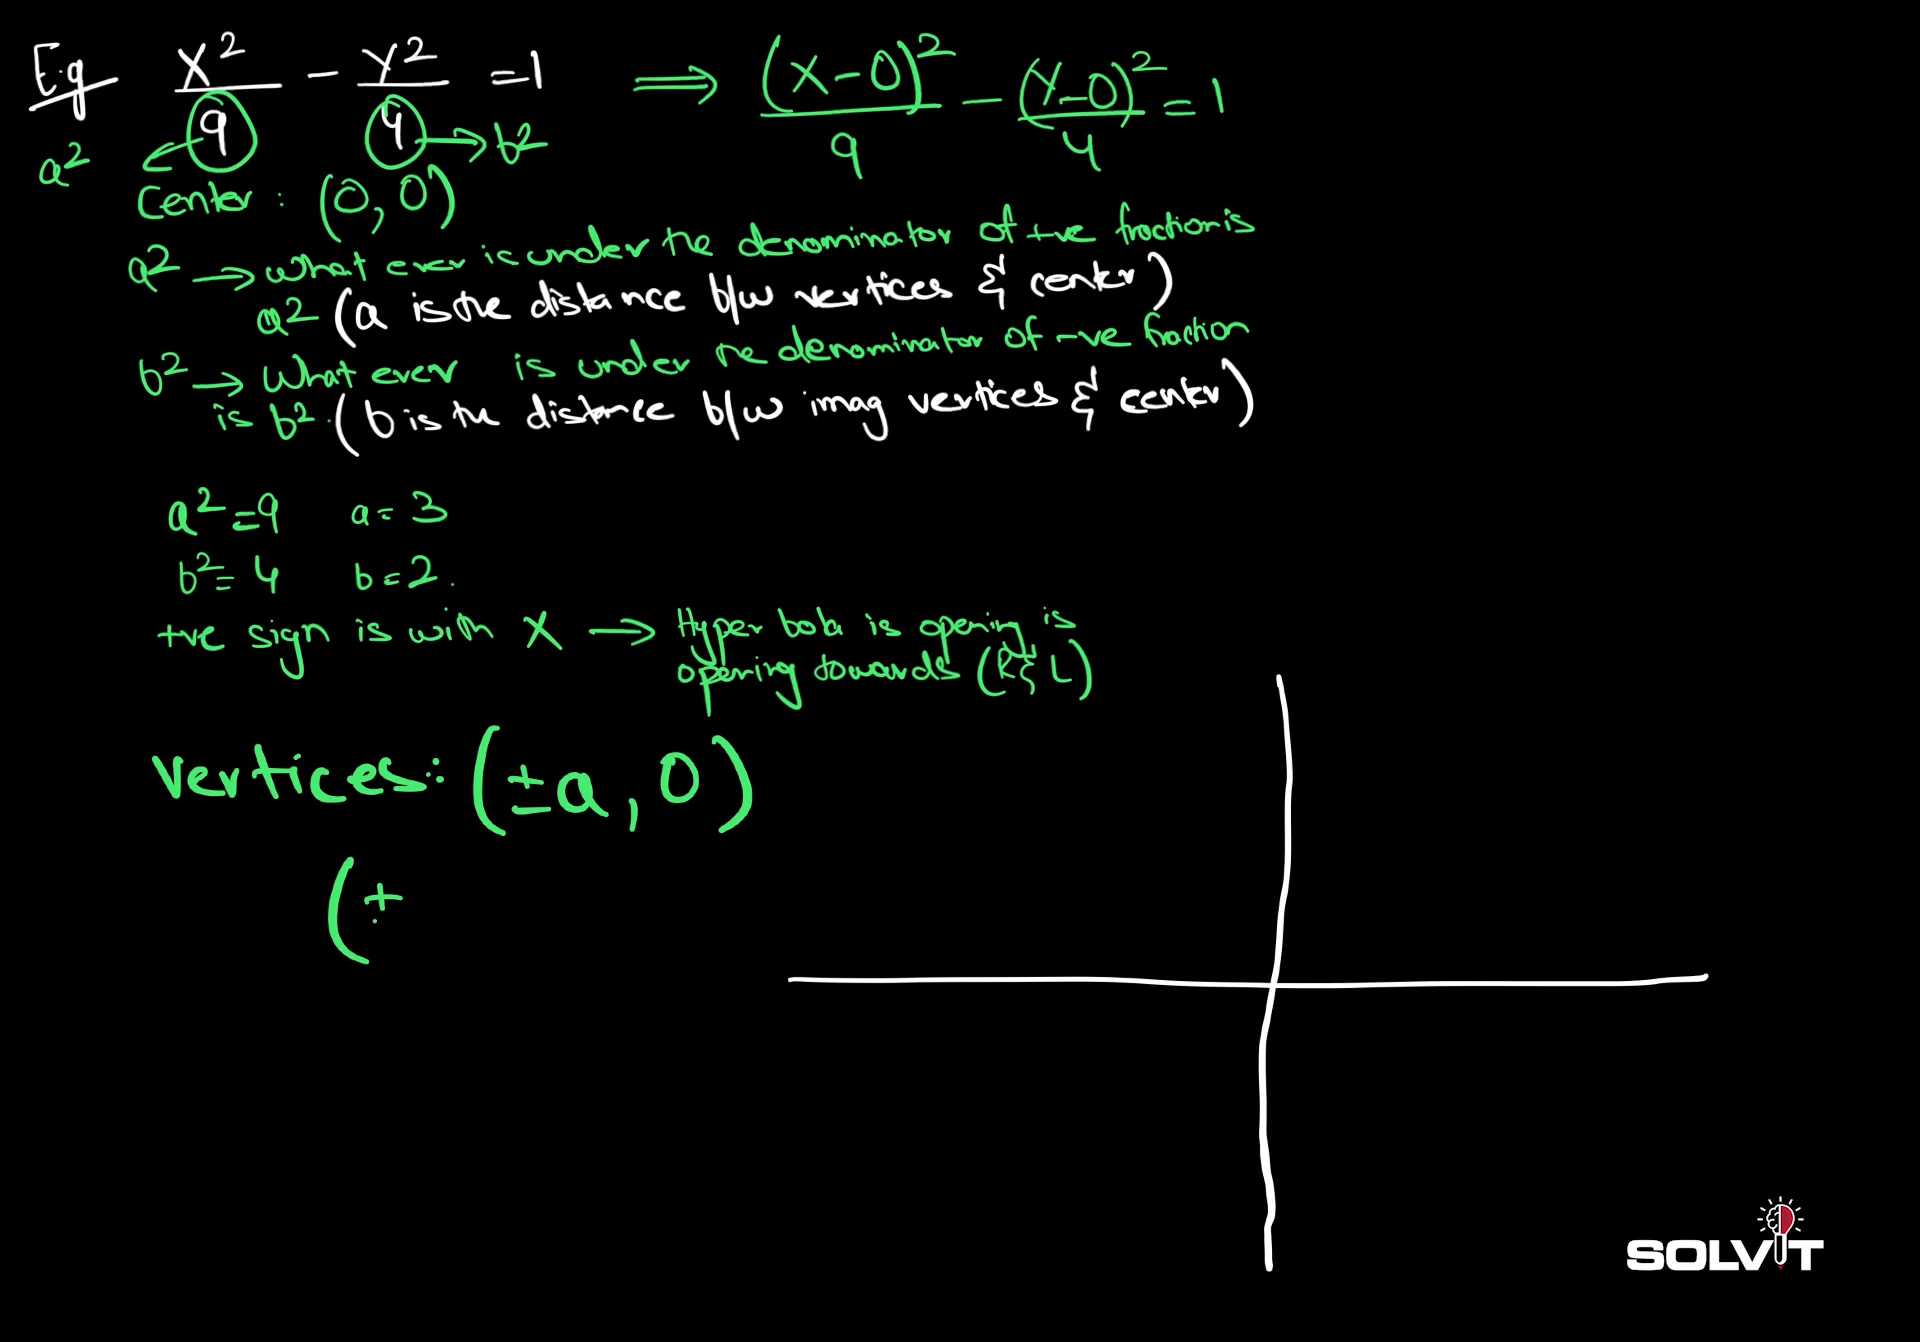 Eg x²/9 - y²/4 = 1 ⟹ (x-0)²/9 - (y-0)²/4 = 1
a² ← → b²
Center : (0,0)
a² → what ever is under the denominator of +ve fraction is
a² (a is the distance b/w vertices & center)
b² → What ever is under the denominator of -ve fraction
is b². (b is the distance b/w imag vertices & center)
a² = 9 a = 3
b² = 4 b = 2.
+ve sign is with X → Hyperbola is opening is
opening towards (R & L)
Vertices: (±a, 0)
(±
SOLVIT